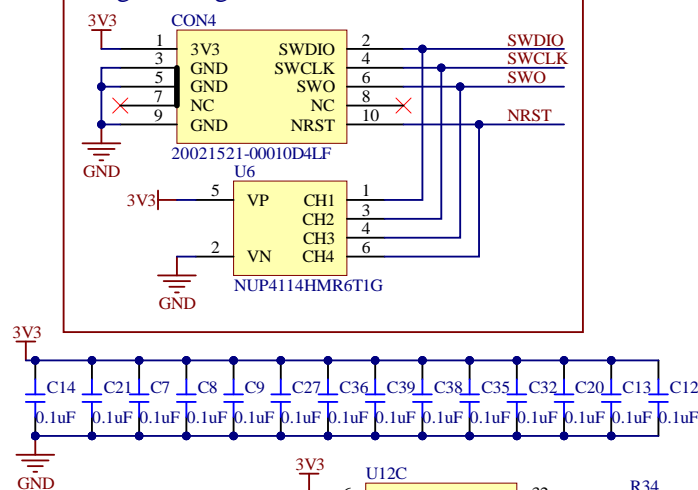 3V3 CON4
1 3V3 SWDIO 2 SWDIO
3 GND SWCLK 4 SWCLK
5 GND SWO 6 SWO
7 NC NC 8
9 GND NRST 10 NRST
GND 20021521-00010D4LF
U6
3V3 5 VP CH1 1
CH2 3
CH3 4
2 VN CH4 6
GND NUP4114HMR6T1G
3V3
C14 C21 C7 C8 C9 C27 C36 C39 C38 C35 C32 C20 C13 C12
0.1uF 0.1uF 0.1uF 0.1uF 0.1uF 0.1uF 0.1uF 0.1uF 0.1uF 0.1uF 0.1uF 0.1uF 0.1uF 0.1uF
GND
3V3 U12C R34